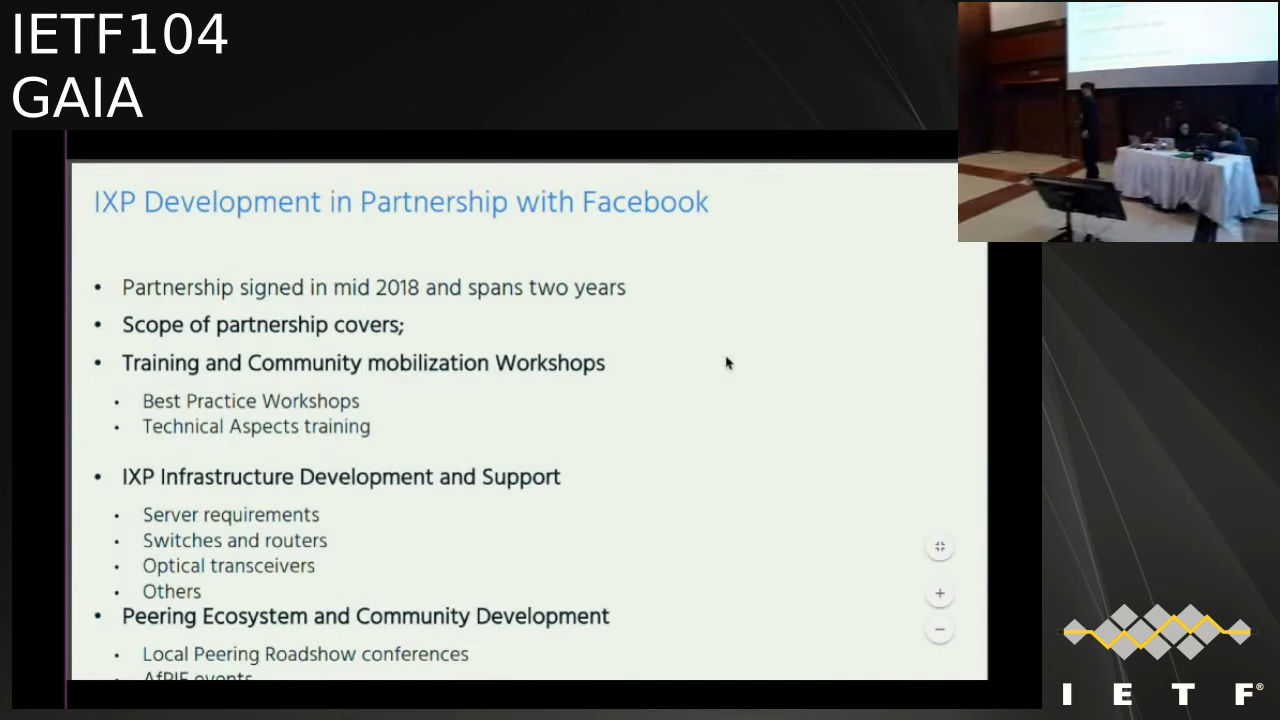 IETF104
GAIA
IXP Development in Partnership with Facebook
• Partnership signed in mid 2018 and spans two years
• Scope of partnership covers;
• Training and Community mobilization Workshops
• Best Practice Workshops
• Technical Aspects training
• IXP Infrastructure Development and Support
• Server requirements
• Switches and routers
• Optical transceivers
• Others
• Peering Ecosystem and Community Development
• Local Peering Roadshow conferences
AfPIF events
I E T F®